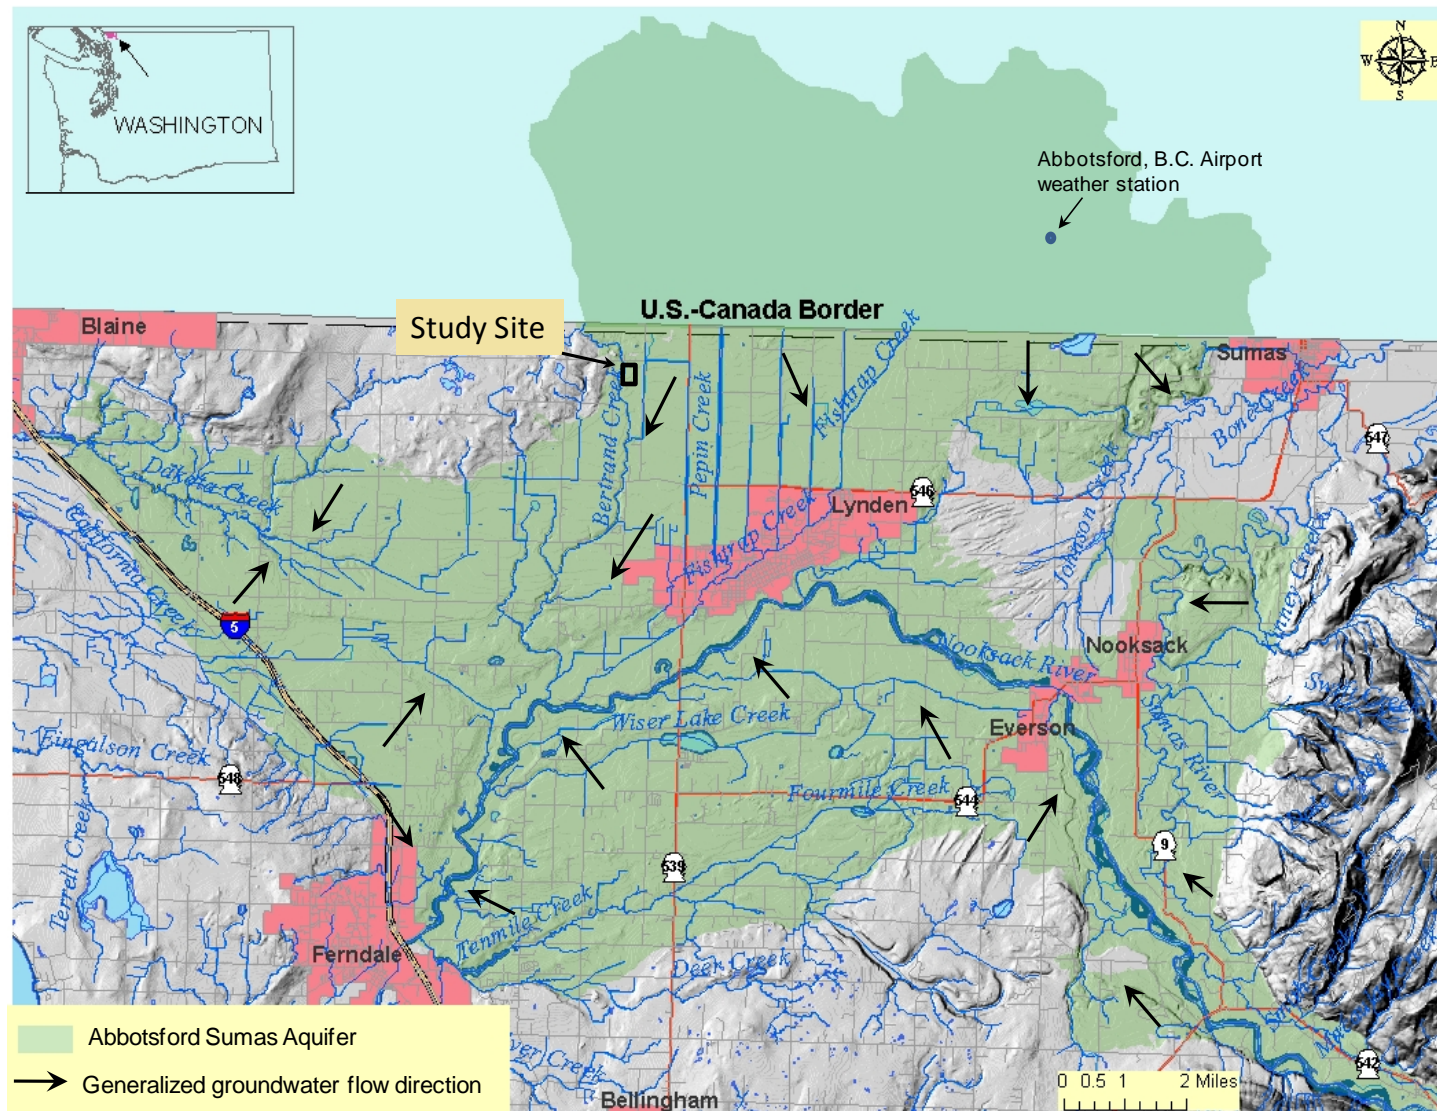 N
W
E
S
WASHINGTON
Abbotsford, B.C. Airport
weather station
U.S.-Canada Border
Study Site
Blaine
Sumas
Bertrand Creek
Pepin Creek
Fishtrap Creek
Bone Creek
547
Dakota Creek
California Creek
Lynden
546
Fishtrap Creek
Johnson Creek
5
Nooksack
Nooksack River
Everson
Sumas River
Wiser Lake Creek
Fingalson Creek
548
Terrell Creek
Fourmile Creek
544
539
9
Tenmile Creek
Ferndale
Deer Creek
542
Bellingham
Abbotsford Sumas Aquifer
Generalized groundwater flow direction
0 0.5 1 2 Miles